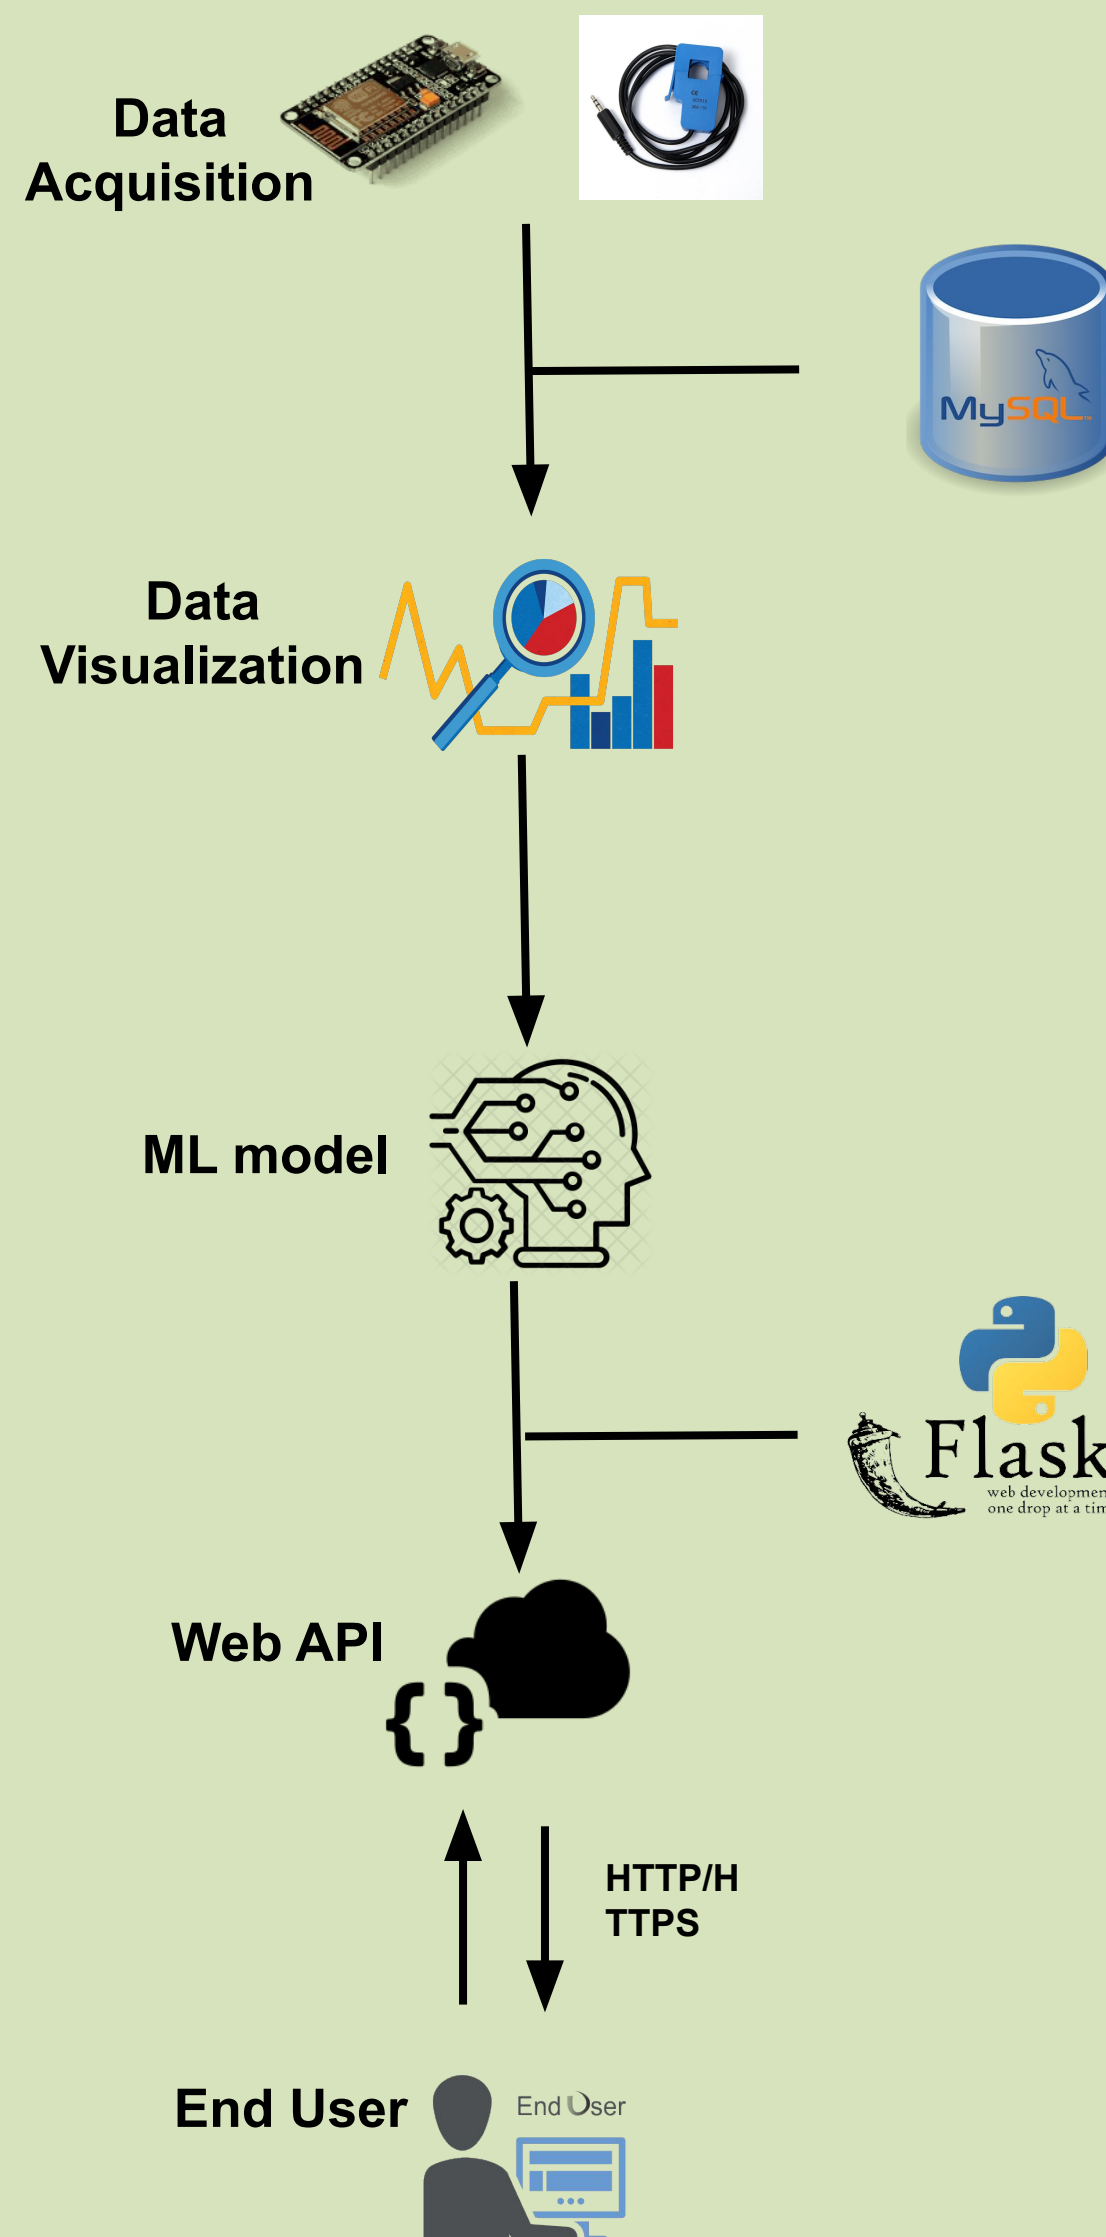 Data
Acquisition
MySQL
Data
Visualization
ML model
Flask
web development
one drop at a tim
Web API
HTTP/H
TTPS
End User
End User